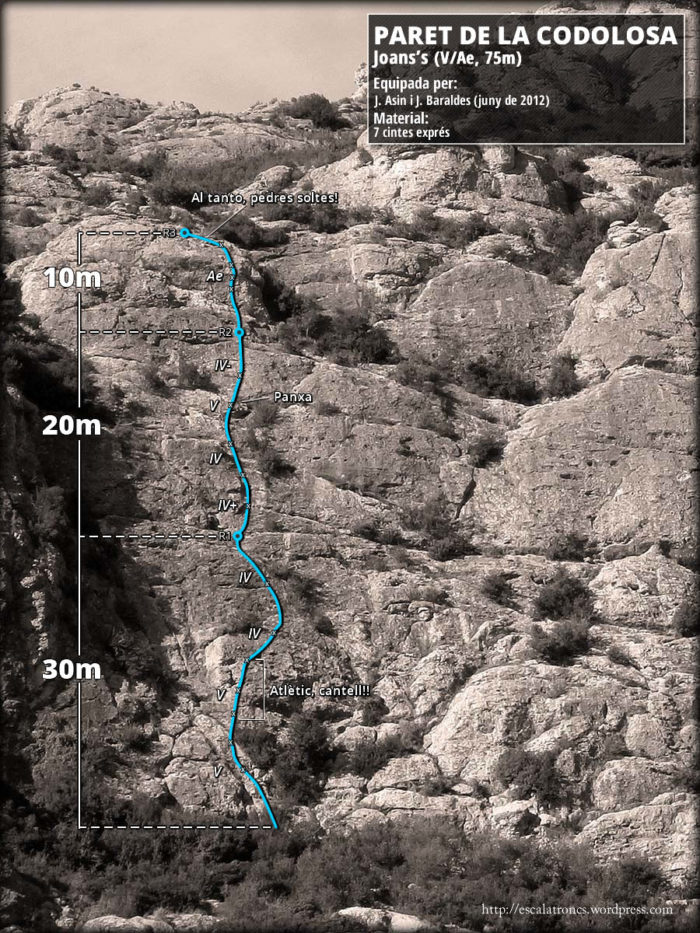 PARET DE LA CODOLOSA
Joans's (V/Ae, 75m)
Equipada per:
J. Asin i J. Baraldes (juny de 2012)
Material:
7 cintes exprés
Al tanto, pedres soltes!
R3
10m
Ae
R2
IV-
V
Panxa
20m
IV
IV+
R1
IV
IV
30m
V
Atlètic, cantell!!
V
http://escalatroncs.wordpress.com